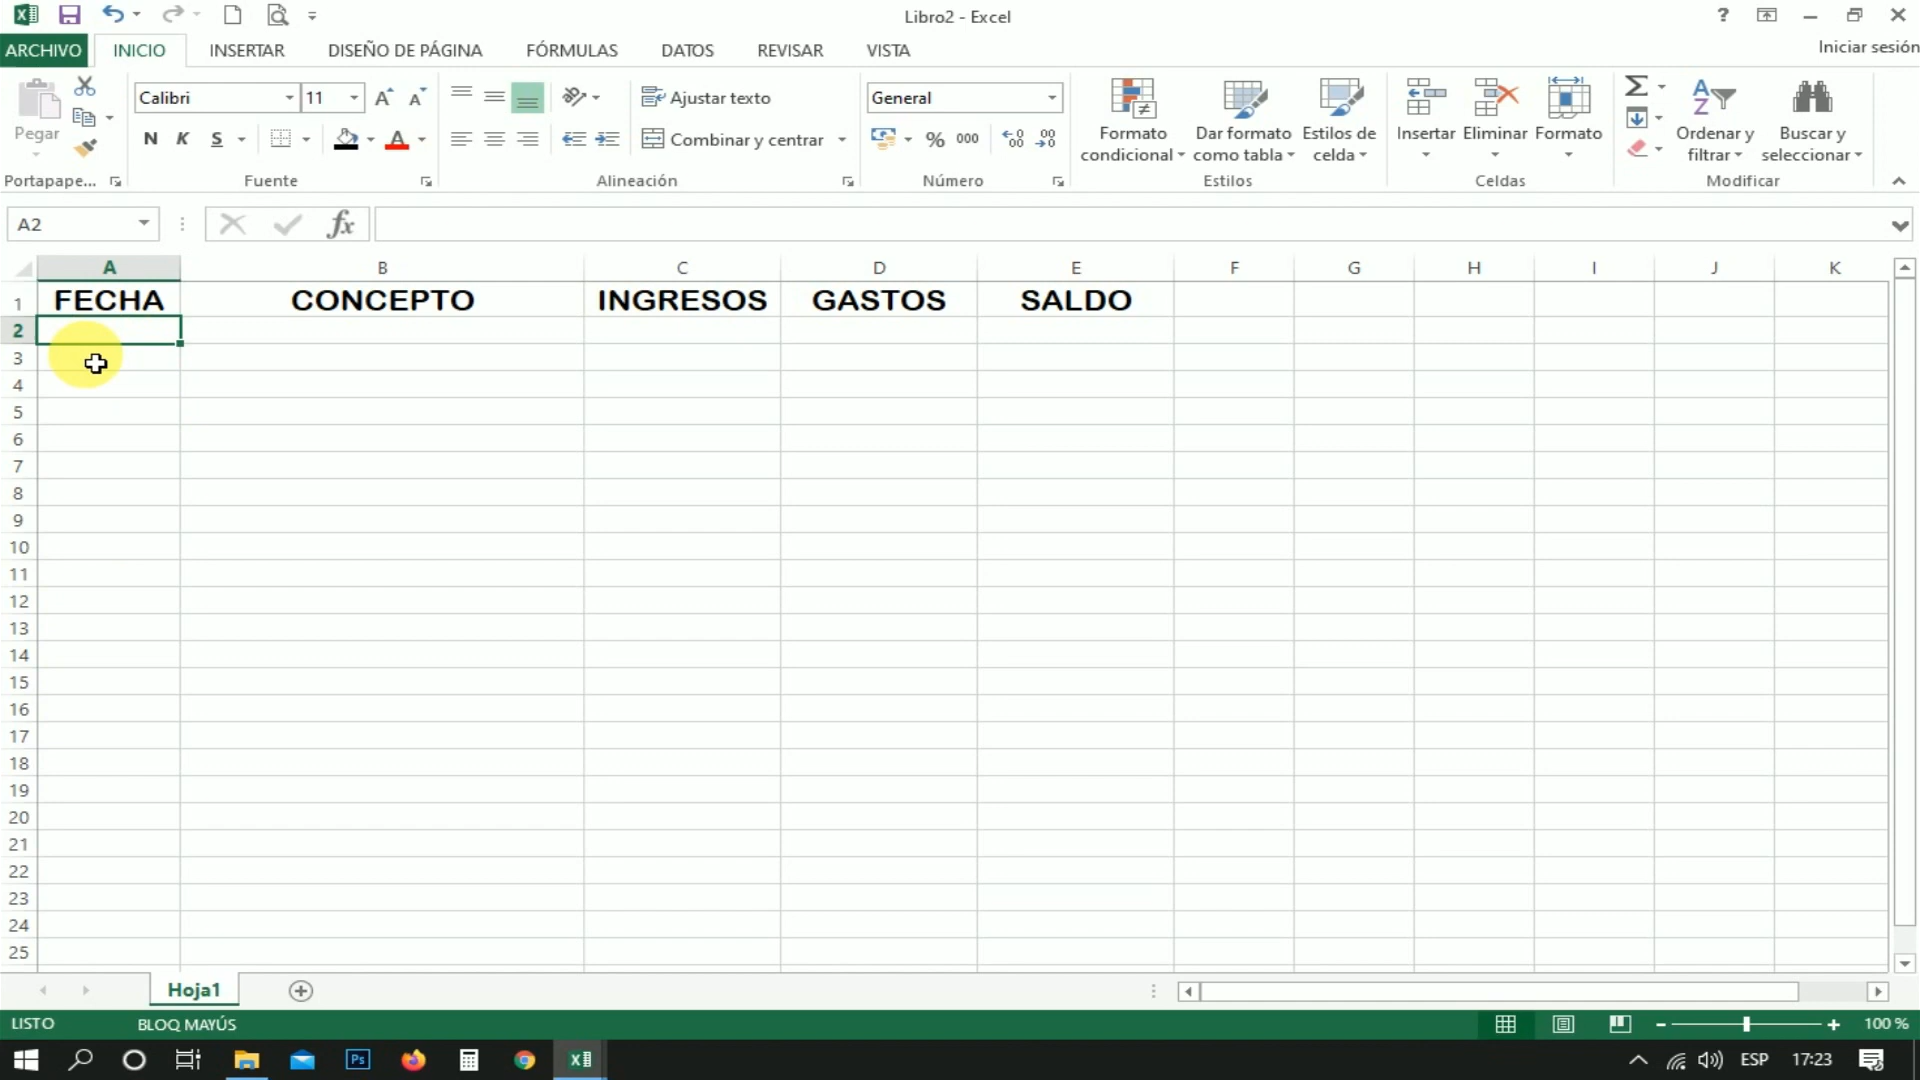 Libro2 - Excel
?
ARCHIVO INICIO INSERTAR DISEÑO DE PÁGINA FÓRMULAS DATOS REVISAR VISTA Iniciar sesión
Pegar
Portapape...
Calibri 11
N K S
Fuente
Ajustar texto
Combinar y centrar
Alineación
General
% 000
Número
Formato condicional
Dar formato como tabla
Estilos de celda
Estilos
Insertar Eliminar Formato
Celdas
Ordenar y filtrar
Buscar y seleccionar
Modificar
A2 fx
A B C D E F G H I J K
1 FECHA CONCEPTO INGRESOS GASTOS SALDO
2
3
4
5
6
7
8
9
10
11
12
13
14
15
16
17
18
19
20
21
22
23
24
25
Hoja1
LISTO BLOQ MAYÚS 100 %
Ps ESP 17:23